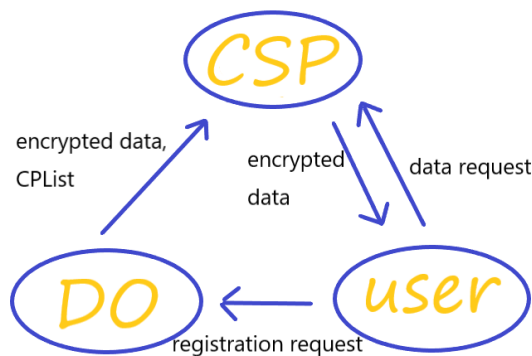 CSP
encrypted data,
CPList
encrypted
data
data request
DO
user
registration request